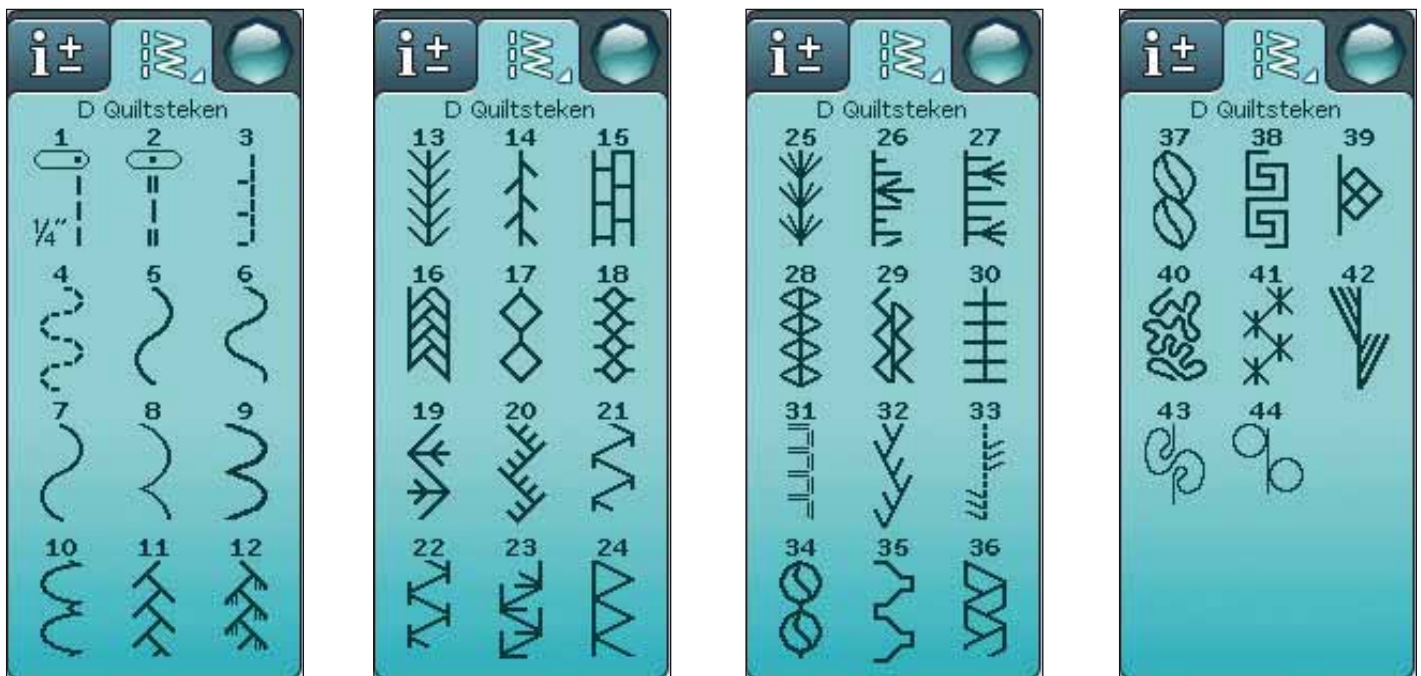 i±
D Quiltsteken
1 2 3
¼"
4 5 6
7 8 9
10 11 12
i±
D Quiltsteken
13 14 15
16 17 18
19 20 21
22 23 24
i±
D Quiltsteken
25 26 27
28 29 30
31 32 33
34 35 36
i±
D Quiltsteken
37 38 39
40 41 42
43 44